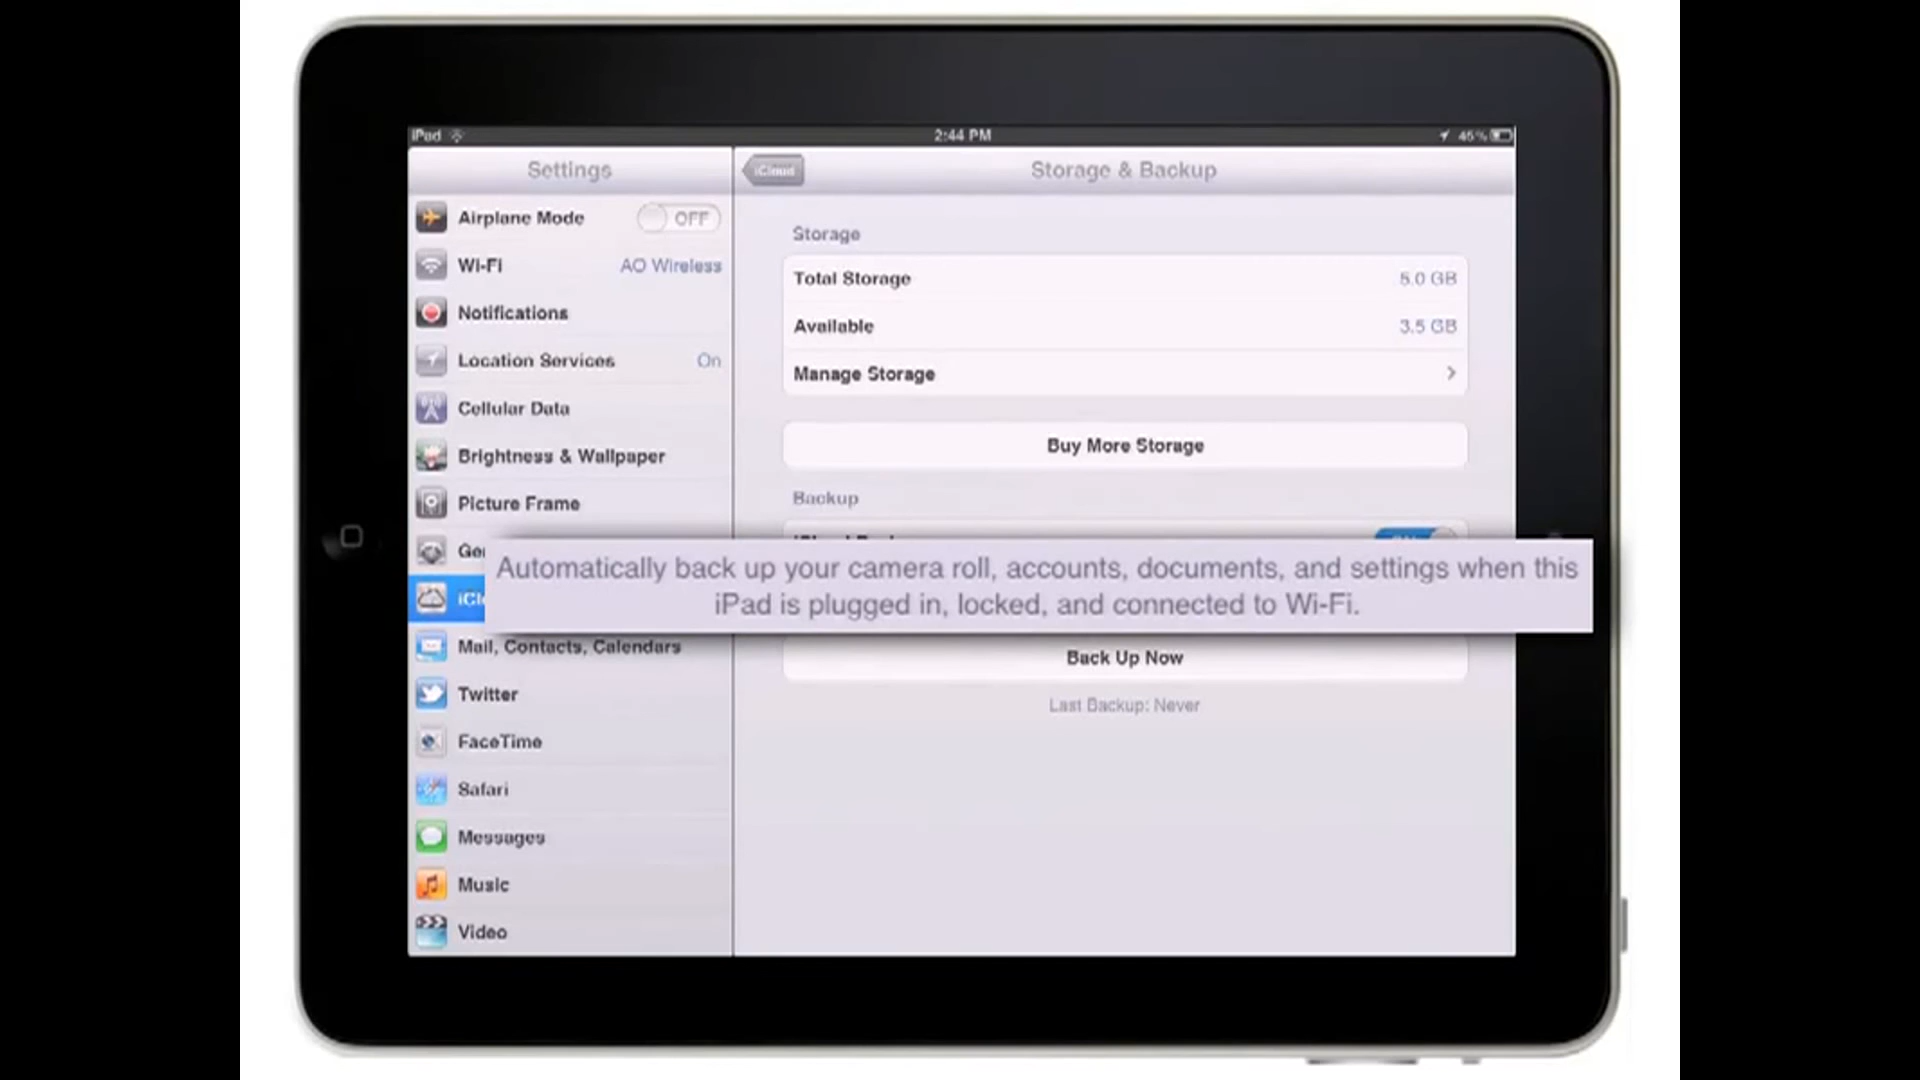 iPad
2:44 PM
45%
Settings
iCloud
Storage & Backup
Airplane Mode
OFF
Wi-Fi
AO Wireless
Notifications
Location Services
On
Cellular Data
Brightness & Wallpaper
Picture Frame
Mail, Contacts, Calendars
Twitter
FaceTime
Safari
Messages
Music
Video
Storage
Total Storage
5.0 GB
Available
3.5 GB
Manage Storage
Buy More Storage
Backup
Automatically back up your camera roll, accounts, documents, and settings when this
iPad is plugged in, locked, and connected to Wi-Fi.
Back Up Now
Last Backup: Never